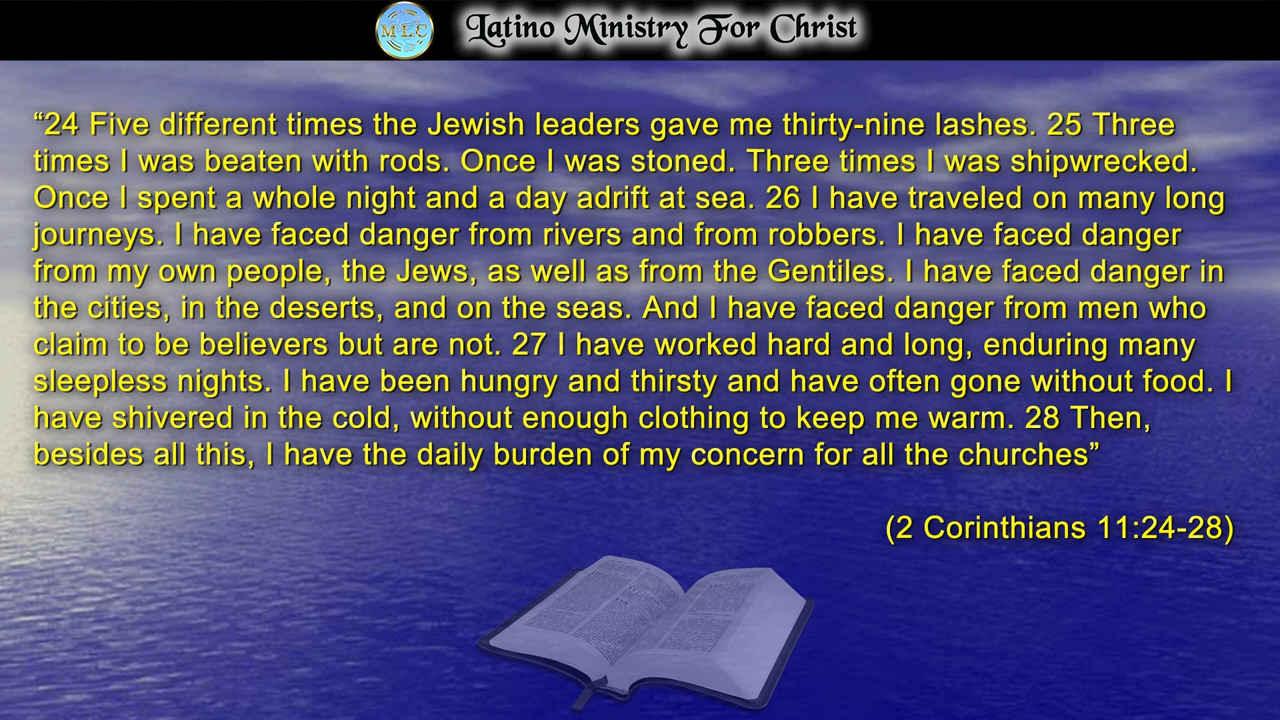 MLC
Latino Ministry For Christ
“24 Five different times the Jewish leaders gave me thirty-nine lashes. 25 Three
times I was beaten with rods. Once I was stoned. Three times I was shipwrecked.
Once I spent a whole night and a day adrift at sea. 26 I have traveled on many long
journeys. I have faced danger from rivers and from robbers. I have faced danger
from my own people, the Jews, as well as from the Gentiles. I have faced danger in
the cities, in the deserts, and on the seas. And I have faced danger from men who
claim to be believers but are not. 27 I have worked hard and long, enduring many
sleepless nights. I have been hungry and thirsty and have often gone without food. I
have shivered in the cold, without enough clothing to keep me warm. 28 Then,
besides all this, I have the daily burden of my concern for all the churches”
(2 Corinthians 11:24-28)